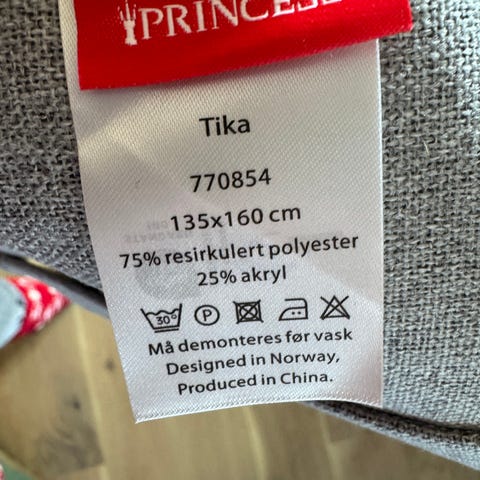 PRINCESS
Tika
770854
135x160 cm
75% resirkulert polyester
25% akryl
30° P
Må demonteres før vask
Designed in Norway,
Produced in China.